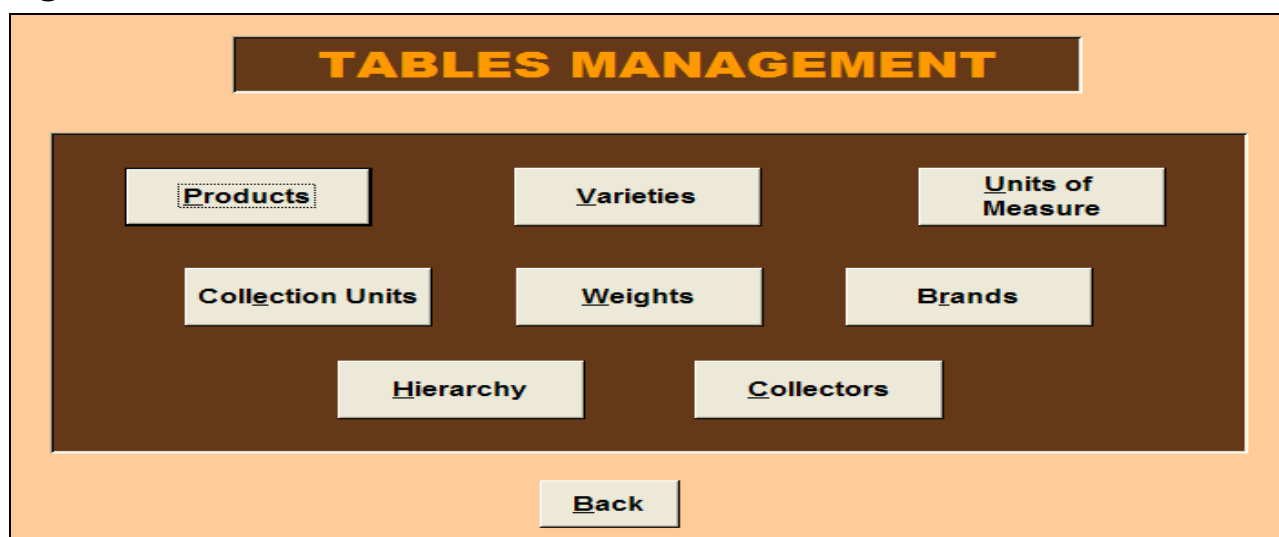 TABLES MANAGEMENT
Products
Varieties
Units of
Measure
Collection Units
Weights
Brands
Hierarchy
Collectors
Back